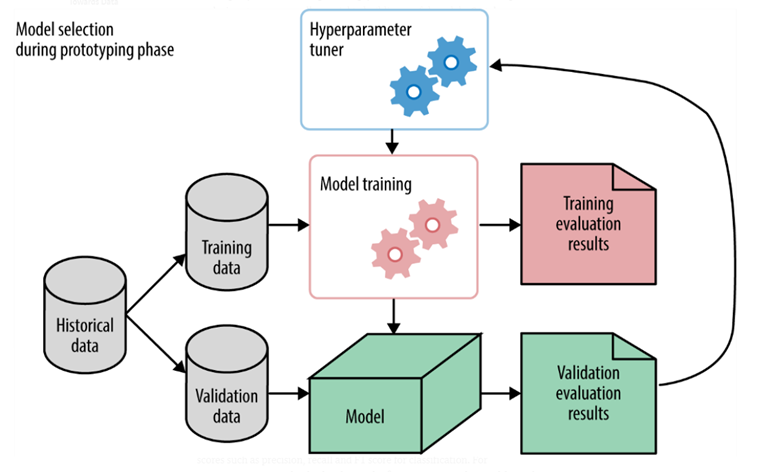 Model selection
during prototyping phase
Hyperparameter
tuner
Model training
Training
data
Training
evaluation
results
Historical
data
Validation
data
Model
Validation
evaluation
results